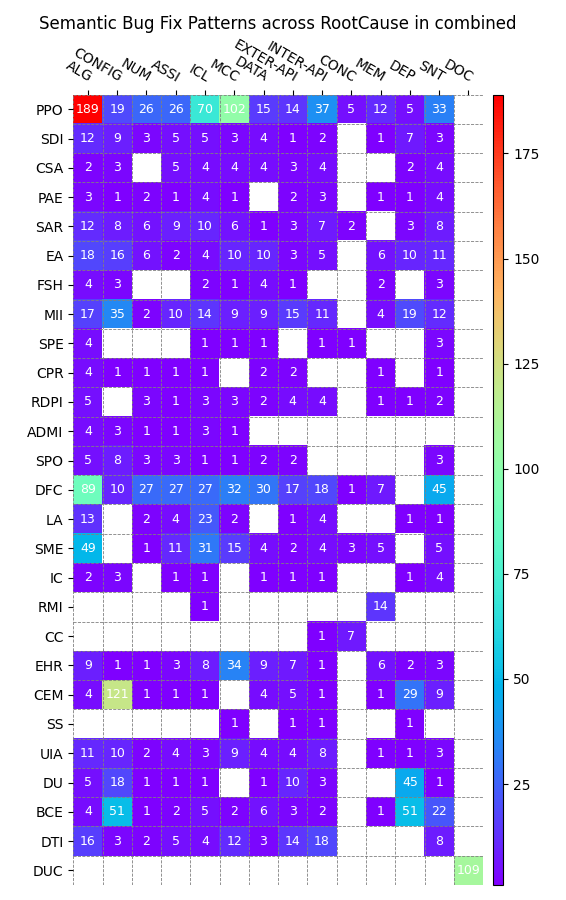 Semantic Bug Fix Patterns across RootCause in combined
ALG CONFIG NUM ASSI ICL MCC DATA EXTER-API INTER-API CONC MEM DEP SNT DOC
PPO 189 19 26 26 70 102 15 14 37 5 12 5 33
SDI 12 9 3 5 5 3 4 1 2 1 7 3
CSA 2 3 5 4 4 4 3 4 2 4
PAE 3 1 2 1 4 1 2 3 1 1 4
SAR 12 8 6 9 10 6 1 3 7 2 3 8
EA 18 16 6 2 4 10 10 3 5 6 10 11
FSH 4 3 2 1 4 1 2 3
MII 17 35 2 10 14 9 9 15 11 4 19 12
SPE 4 1 1 1 1 1 3
CPR 4 1 1 1 1 2 2 1 1
RDPI 5 3 1 3 3 2 4 4 1 1 2
ADMI 4 3 1 1 3 1
SPO 5 8 3 3 1 1 2 2 3
DFC 89 10 27 27 27 32 30 17 18 1 7 45
LA 13 2 4 23 2 1 4 1 1
SME 49 1 11 31 15 4 2 4 3 5 5
IC 2 3 1 1 1 1 1 1 4
RMI 1 14
CC 1 7
EHR 9 1 1 3 8 34 9 7 1 6 2 3
CEM 4 121 1 1 1 4 5 1 1 29 9
SS 1 1 1 1
UIA 11 10 2 4 3 9 4 4 8 1 1 3
DU 5 18 1 1 1 1 10 3 45 1
BCE 4 51 1 2 5 2 6 3 2 1 51 22
DTI 16 3 2 5 4 12 3 14 18 8
DUC 109
175
150
125
100
75
50
25